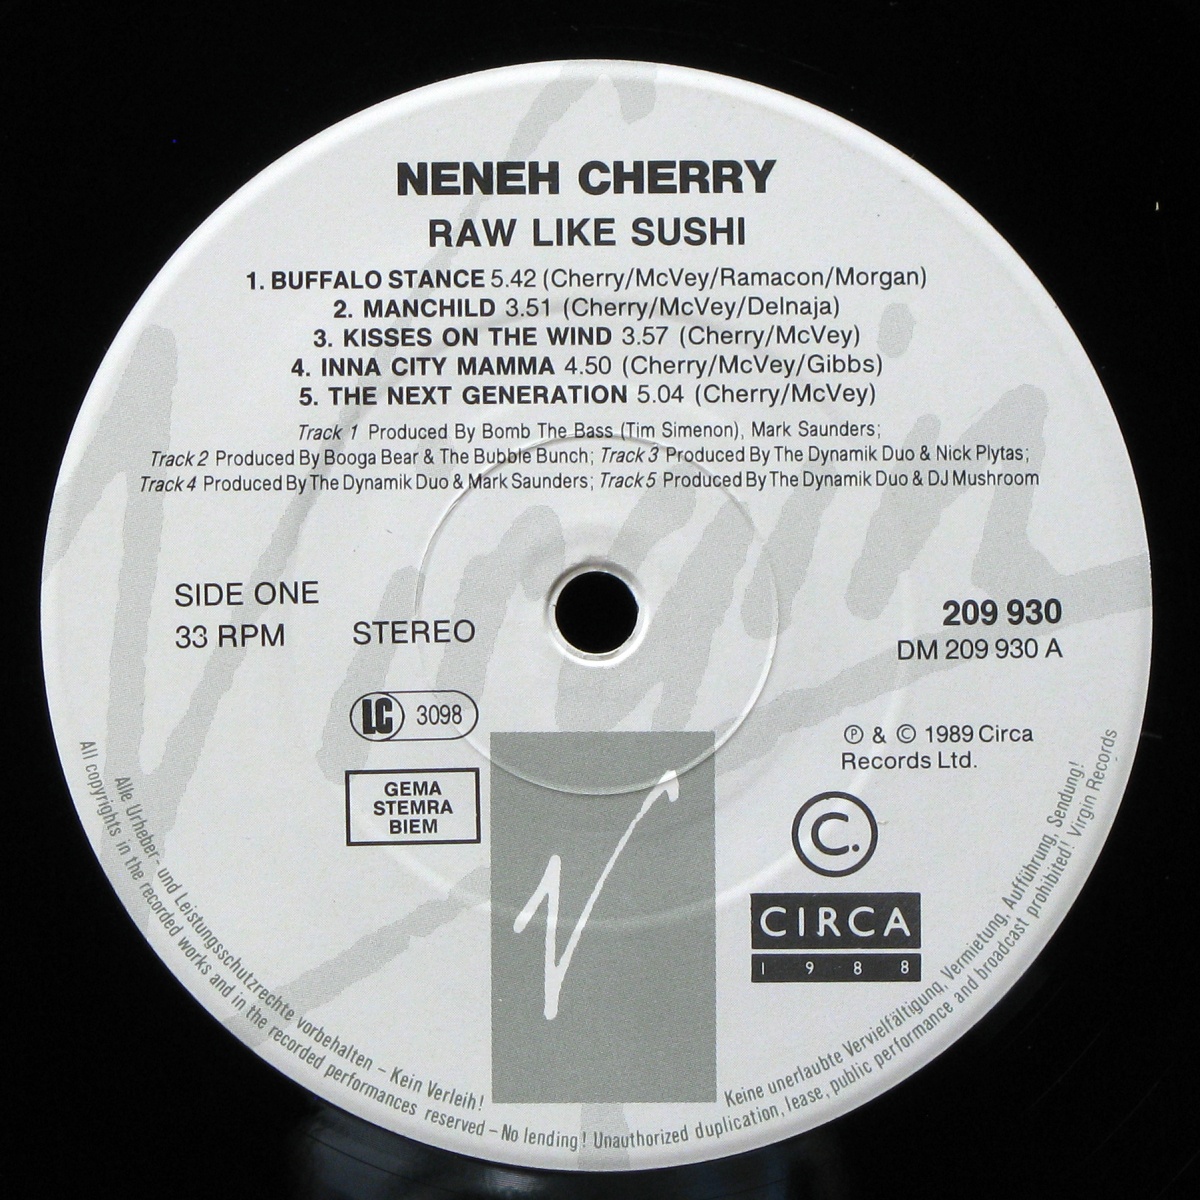 NENEH CHERRY
RAW LIKE SUSHI
1. BUFFALO STANCE 5.42 (Cherry/McVey/Ramacon/Morgan)
2. MANCHILD 3.51 (Cherry/McVey/Delnaja)
3. KISSES ON THE WIND 3.57 (Cherry/McVey)
4. INNA CITY MAMMA 4.50 (Cherry/McVey/Gibbs)
5. THE NEXT GENERATION 5.04 (Cherry/McVey)
Track 1 Produced By Bomb The Bass (Tim Simenon), Mark Saunders;
Track 2 Produced By Booga Bear & The Bubble Bunch; Track 3 Produced By The Dynamik Duo & Nick Plytas;
Track 4 Produced By The Dynamik Duo & Mark Saunders; Track 5 Produced By The Dynamik Duo & DJ Mushroom
Virgin
SIDE ONE
33 RPM
STEREO
209 930
DM 209 930 A
LC 3098
GEMA
STEMRA
BIEM
℗ & © 1989 Circa
Records Ltd.
V
C.
CIRCA
1988
Alle Urheber- und Leistungsschutzrechte vorbehalten – Kein Verleih! Keine unerlaubte Vervielfältigung, Vermietung, Aufführung, Sendung!
All copyrights in the recorded works and in the recorded performances reserved – No lending! Unauthorized duplication, lease, public performance and broadcast prohibited! Virgin Records